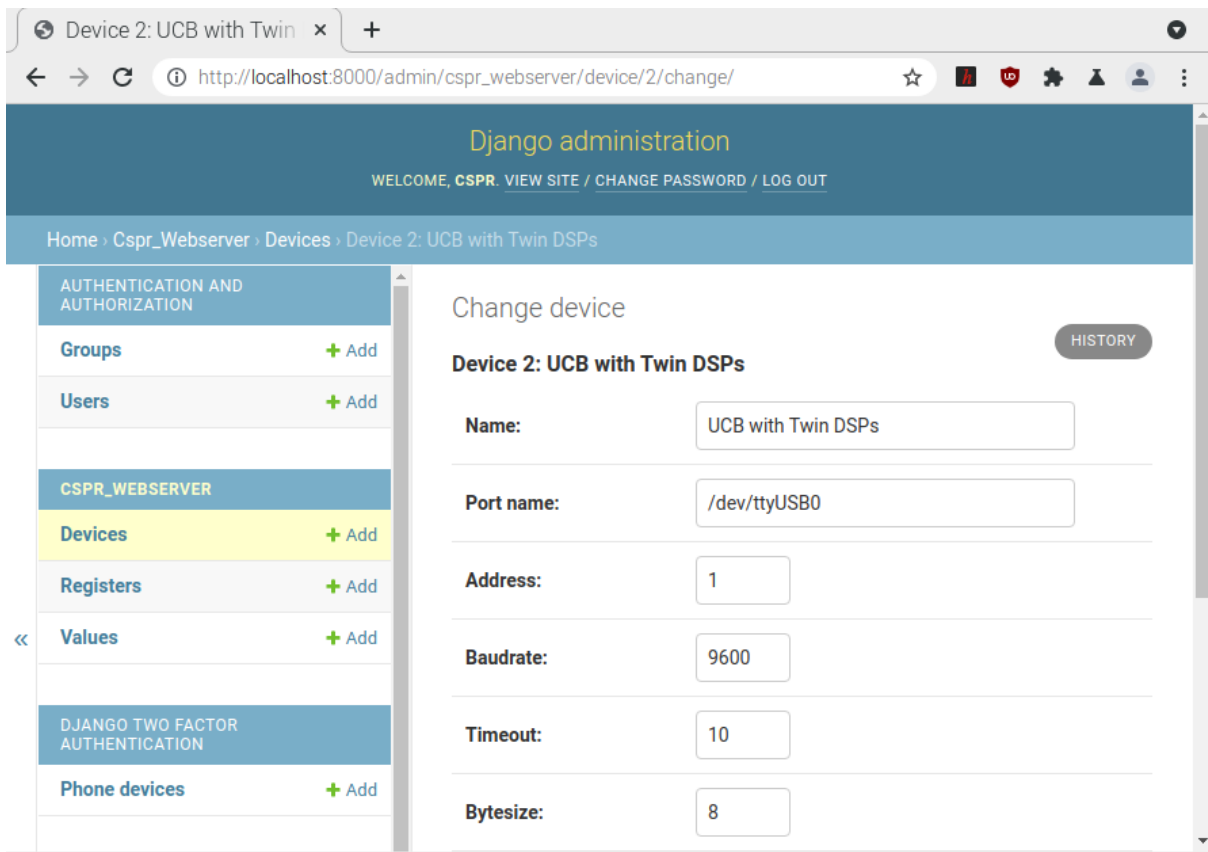 Device 2: UCB with Twin
http://localhost:8000/admin/cspr_webserver/device/2/change/
Django administration
WELCOME, CSPR. VIEW SITE / CHANGE PASSWORD / LOG OUT
Home › Cspr_Webserver › Devices › Device 2: UCB with Twin DSPs
«
AUTHENTICATION AND
AUTHORIZATION
Groups + Add
Users + Add
CSPR_WEBSERVER
Devices + Add
Registers + Add
Values + Add
DJANGO TWO FACTOR
AUTHENTICATION
Phone devices + Add
Change device
HISTORY
Device 2: UCB with Twin DSPs
Name: UCB with Twin DSPs
Port name: /dev/ttyUSB0
Address: 1
Baudrate: 9600
Timeout: 10
Bytesize: 8